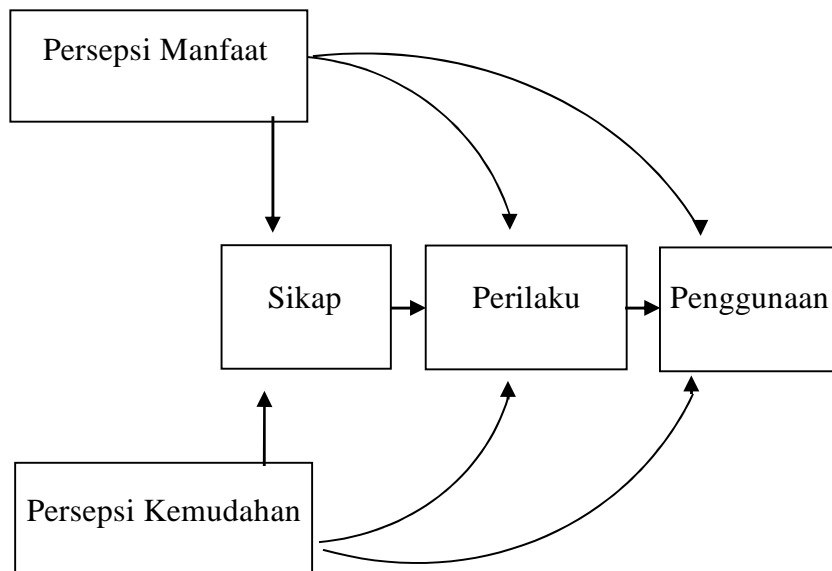 Persepsi Manfaat
Sikap
Perilaku
Penggunaan
Persepsi Kemudahan